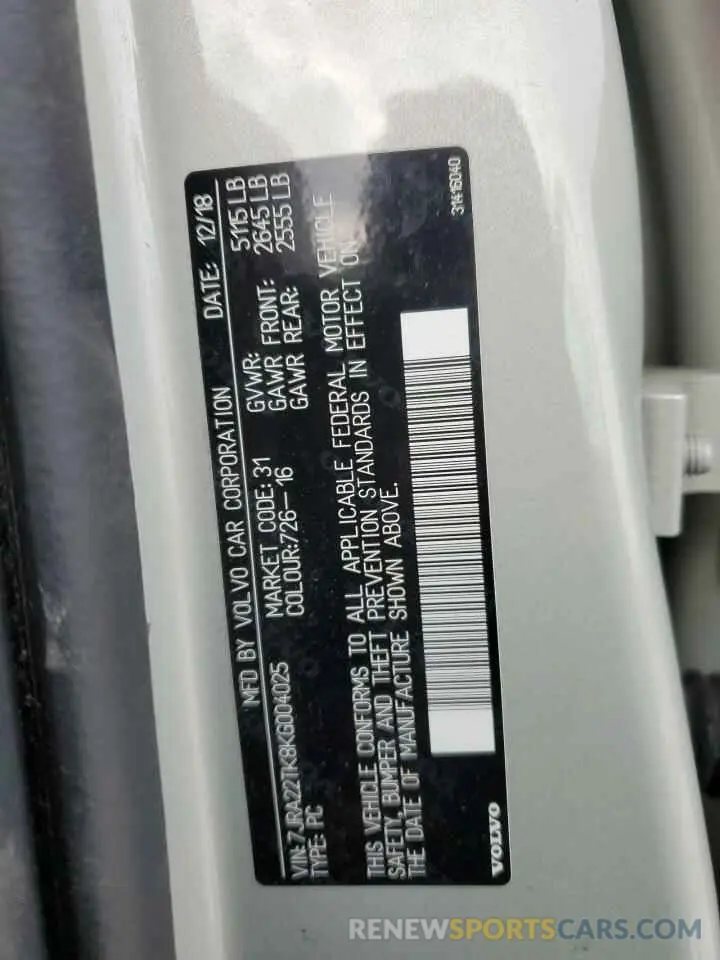 MFD BY VOLVO CAR CORPORATION DATE: 12/18
VIN: 7JRA22TK8KG004025 MARKET CODE: 31 GVWR: 5115 LB
TYPE: PC COLOUR: 726-16 GAWR FRONT: 2645 LB
GAWR REAR: 2555 LB
THIS VEHICLE CONFORMS TO ALL APPLICABLE FEDERAL MOTOR VEHICLE
SAFETY, BUMPER AND THEFT PREVENTION STANDARDS IN EFFECT ON
THE DATE OF MANUFACTURE SHOWN ABOVE.
VOLVO 31416040
RENEWSPORTSCARS.COM